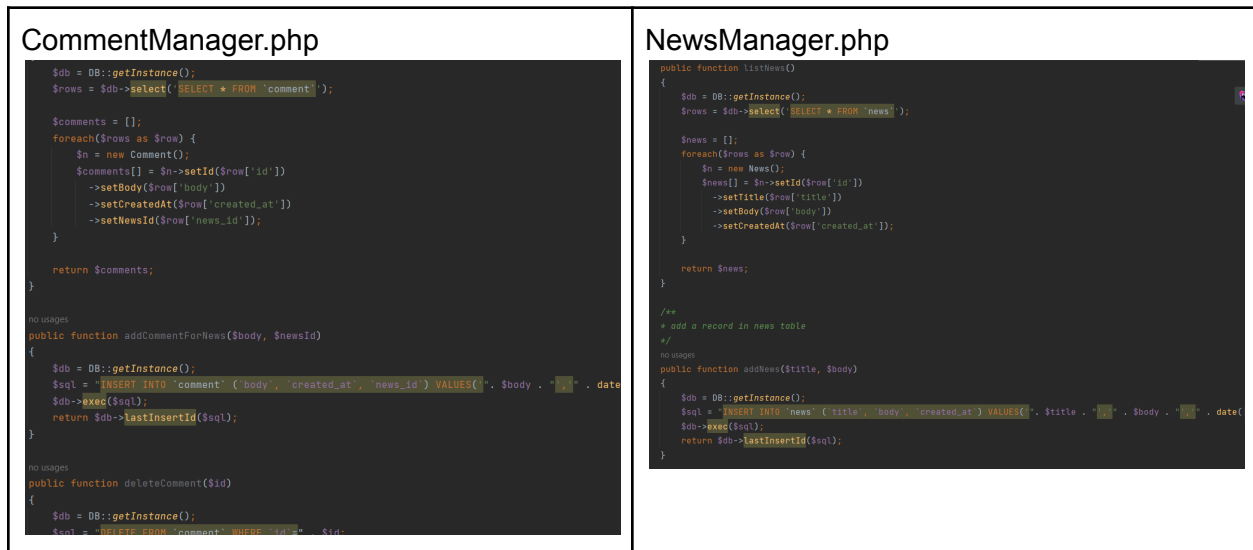 CommentManager.php
$db = DB::getInstance();
$rows = $db->select('SELECT * FROM `comment`');
$comments = [];
foreach($rows as $row) {
$n = new Comment();
$comments[] = $n->setId($row['id'])
->setBody($row['body'])
->setCreatedAt($row['created_at'])
->setNewsId($row['news_id']);
}
return $comments;
}
no usages
public function addCommentForNews($body, $newsId)
{
$db = DB::getInstance();
$sql = "INSERT INTO `comment` (`body`, `created_at`, `news_id`) VALUES('". $body . "','" . date
$db->exec($sql);
return $db->lastInsertId($sql);
}
no usages
public function deleteComment($id)
{
$db = DB::getInstance();
$sql = "DELETE FROM `comment` WHERE `id`=" . $id;
NewsManager.php
public function listNews()
{
$db = DB::getInstance();
$rows = $db->select('SELECT * FROM `news`');
$news = [];
foreach($rows as $row) {
$n = new News();
$news[] = $n->setId($row['id'])
->setTitle($row['title'])
->setBody($row['body'])
->setCreatedAt($row['created_at']);
}
return $news;
}
/**
* add a record in news table
*/
no usages
public function addNews($title, $body)
{
$db = DB::getInstance();
$sql = "INSERT INTO `news` (`title`, `body`, `created_at`) VALUES('". $title . "','" . $body . "','" . date(
$db->exec($sql);
return $db->lastInsertId($sql);
}